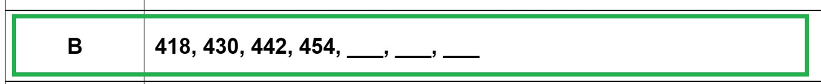 B 418, 430, 442, 454, ___, ___, ___